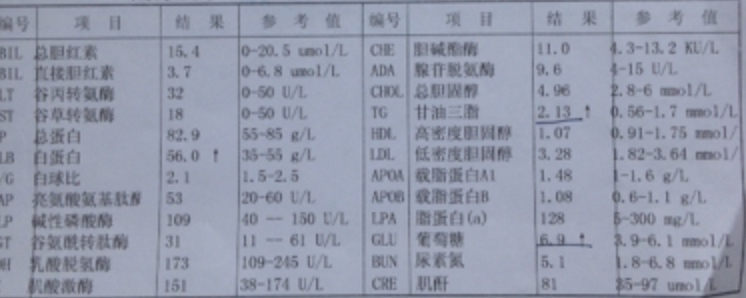 编号 项目 结果 参考值 编号 项目 结果 参考值
BIL 总胆红素 15.4 0-20.5 umol/L CHE 胆碱酯酶 11.0 4.3-13.2 KU/L
BIL 直接胆红素 3.7 0-6.8 umol/L ADA 腺苷脱氨酶 9.6 4-15 U/L
LT 谷丙转氨酶 32 0-50 U/L CHOL 总胆固醇 4.96 2.8-6 mmol/L
ST 谷草转氨酶 18 0-50 U/L TG 甘油三脂 2.13 ↑ 0.56-1.7 mmol/L
P 总蛋白 82.9 55-85 g/L HDL 高密度胆固醇 1.07 0.91-1.75 mmol/
LB 白蛋白 56.0 ↑ 35-55 g/L LDL 低密度胆固醇 3.28 1.82-3.64 mmol/
/G 白球比 2.1 1.5-2.5 APOA 载脂蛋白A1 1.48 1-1.6 g/L
AP 亮氨酸氨基肽酶 53 20-60 U/L APOB 载脂蛋白B 1.08 0.6-1.1 g/L
LP 碱性磷酸酶 109 40 -- 150 U/L LPA 脂蛋白(a) 128 5-300 mg/L
GT 谷氨酰转肽酶 31 11 -- 61 U/L GLU 葡萄糖 6.9 ↑ 3.9-6.1 mmol/L
DH 乳酸脱氢酶 173 109-245 U/L BUN 尿素氮 5.1 1.8-6.8 mmol/L
肌酸激酶 151 38-174 U/L CRE 肌酐 81 35-97 umol/L